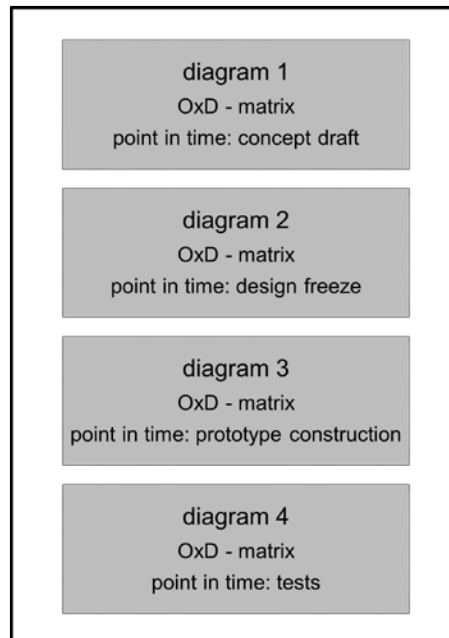 diagram 1
OxD - matrix
point in time: concept draft
diagram 2
OxD - matrix
point in time: design freeze
diagram 3
OxD - matrix
point in time: prototype construction
diagram 4
OxD - matrix
point in time: tests